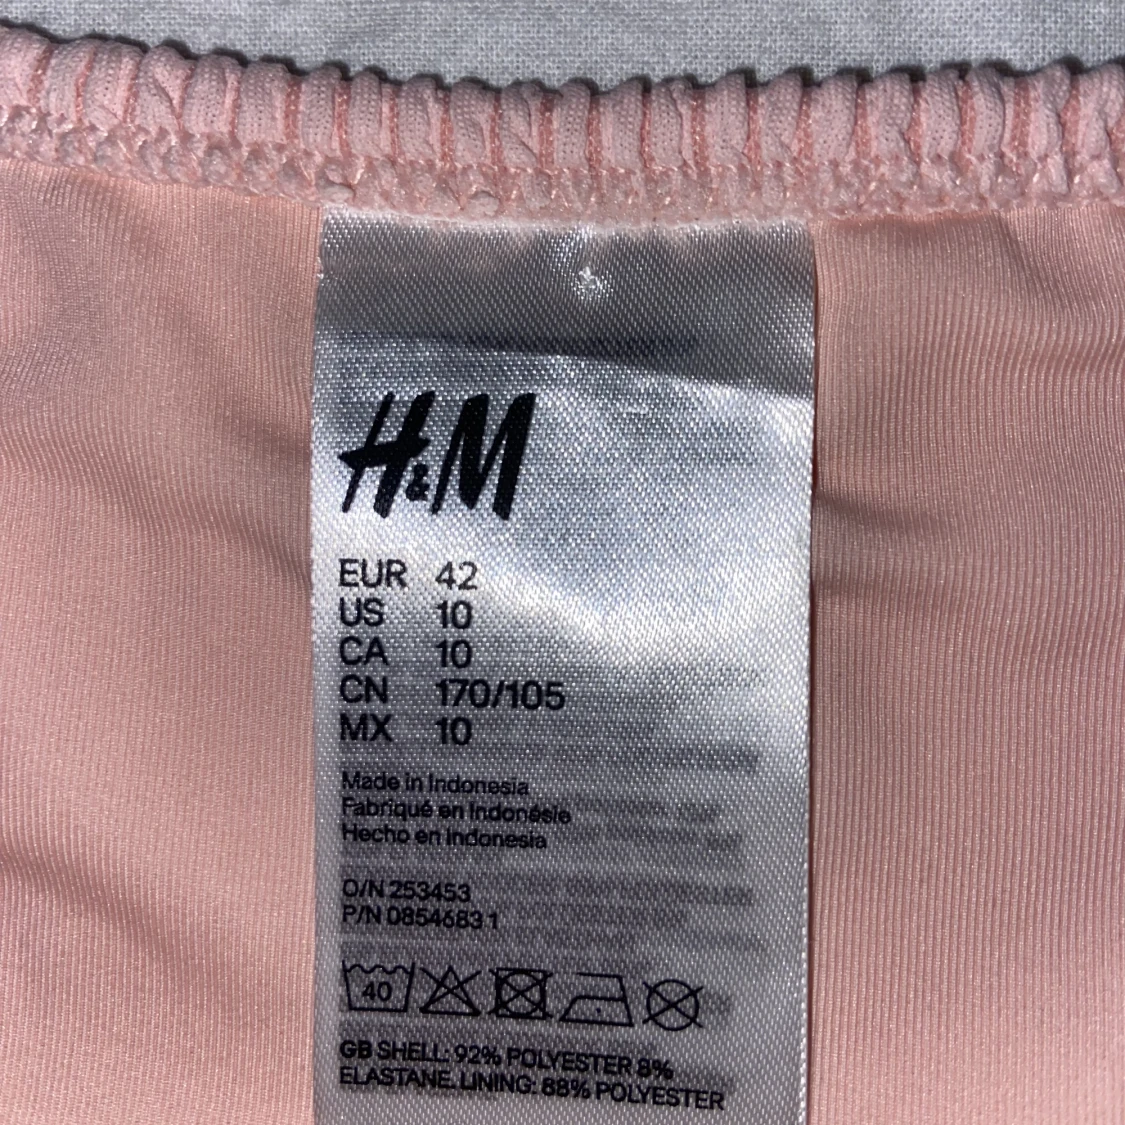 H&M
EUR 42
US 10
CA 10
CN 170/105
MX 10
Made in Indonesia
Fabriqué en Indonésie
Hecho en Indonesia
O/N 253453
P/N 0854683 1
40
GB SHELL: 92% POLYESTER 8%
ELASTANE. LINING: 88% POLYESTER